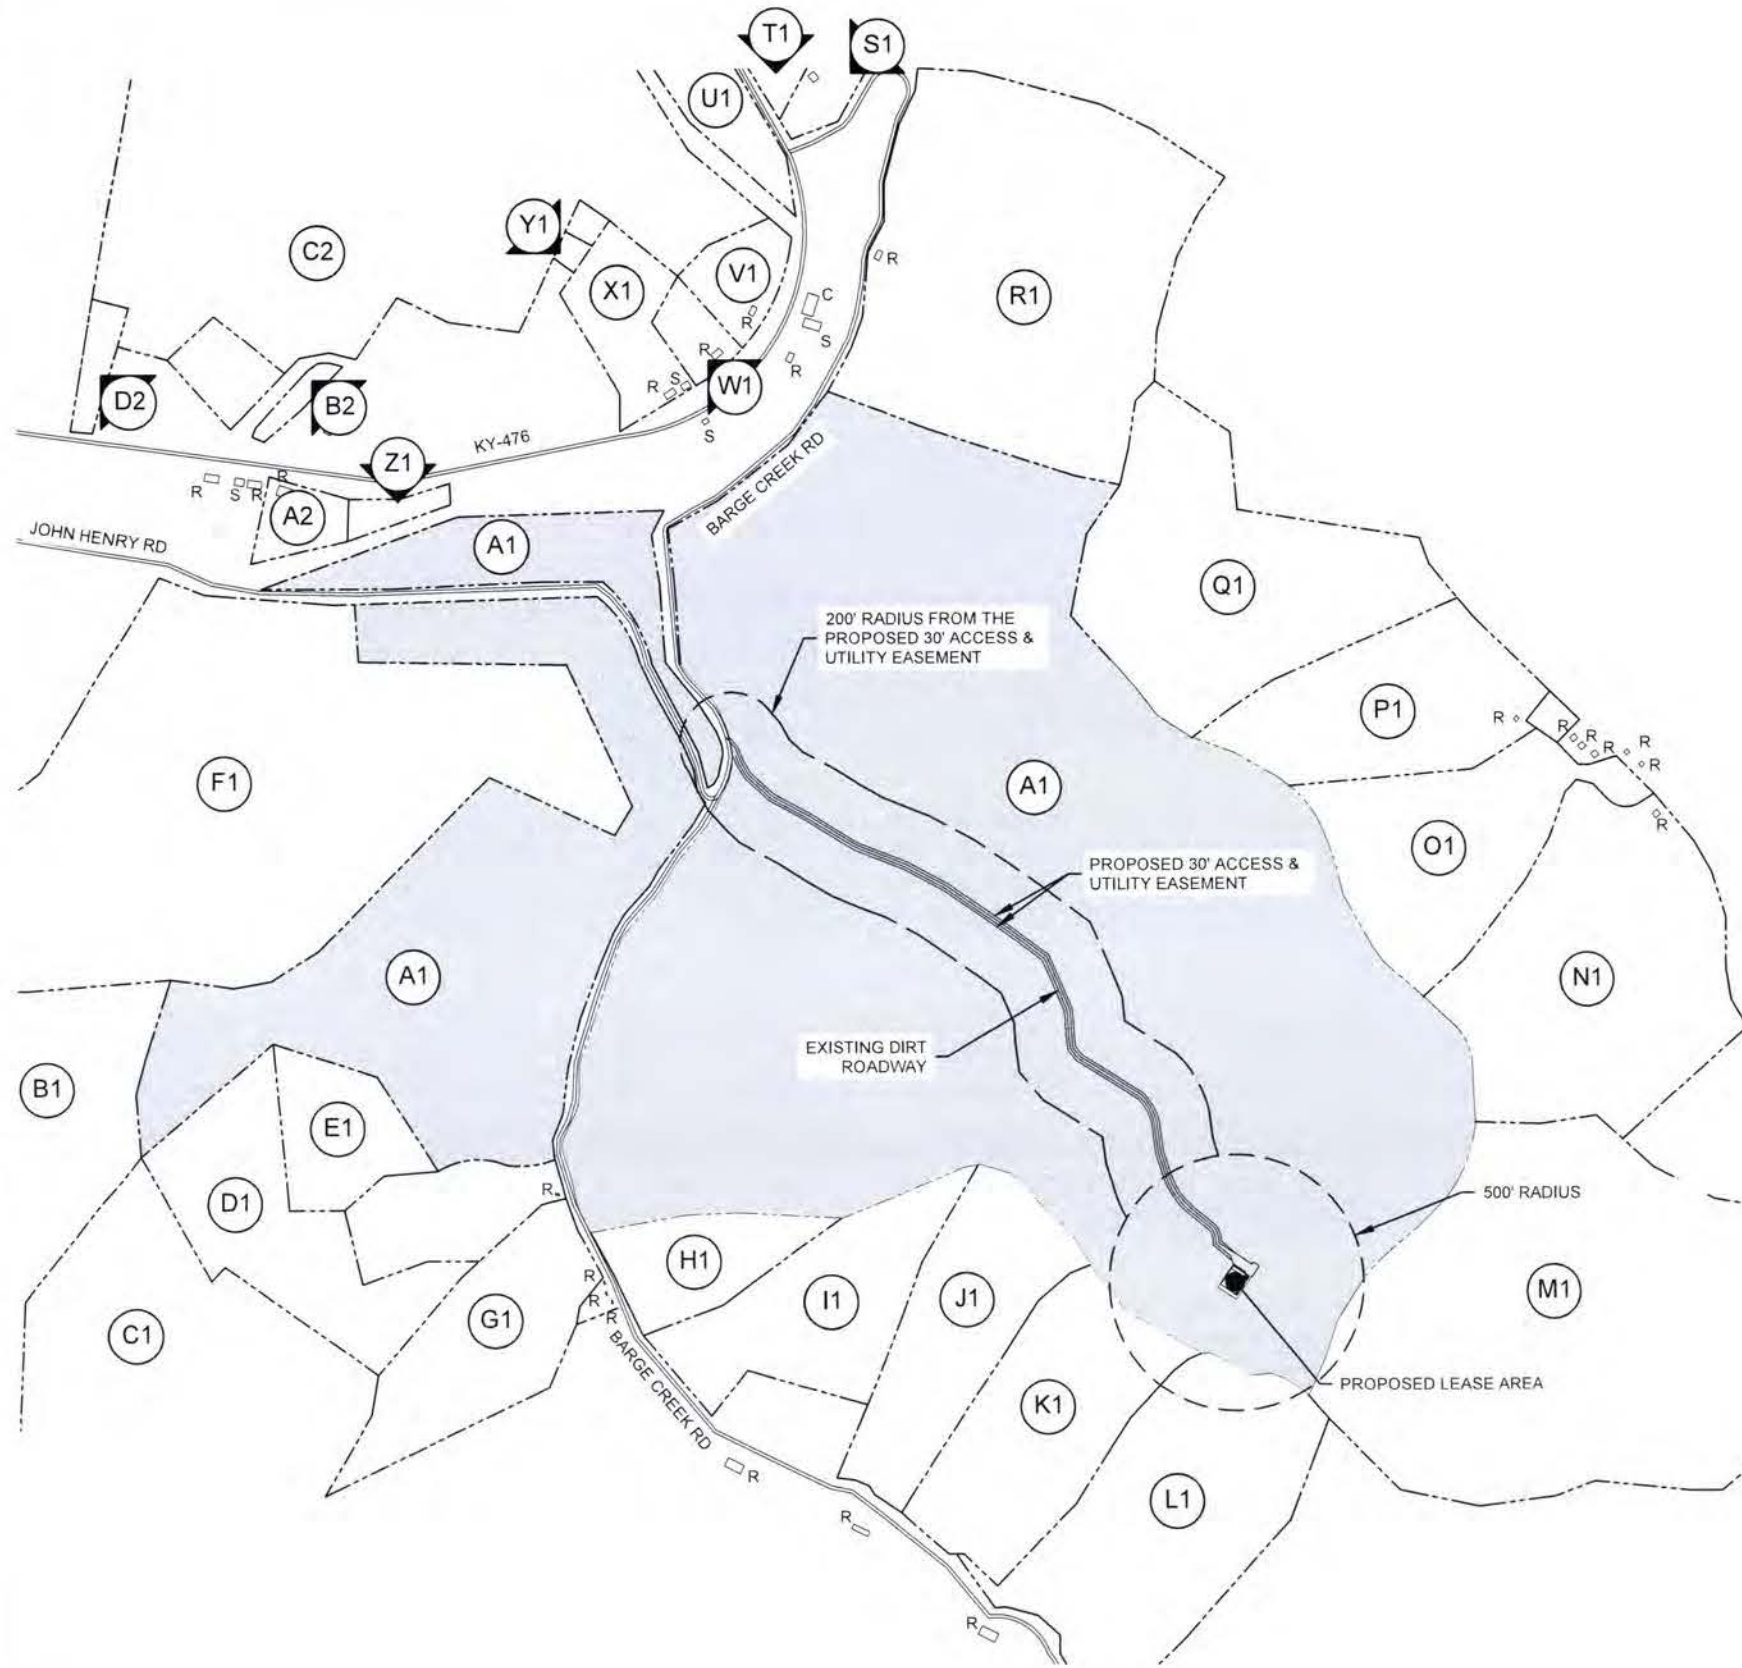 T1
S1
U1
Y1
C2
X1
V1
R1
R
C
R
S
R
R
S
R
W1
D2
B2
S
KY-476
Z1
BARGE CREEK RD
R
S
R
R
A2
JOHN HENRY RD
A1
Q1
200' RADIUS FROM THE
PROPOSED 30' ACCESS &
UTILITY EASEMENT
P1
R
R
R
R
R
R
R
F1
A1
O1
PROPOSED 30' ACCESS &
UTILITY EASEMENT
A1
N1
EXISTING DIRT
ROADWAY
B1
E1
D1
R
500' RADIUS
H1
R
R
R
I1
J1
M1
C1
G1
BARGE CREEK RD
PROPOSED LEASE AREA
K1
R
L1
R
R